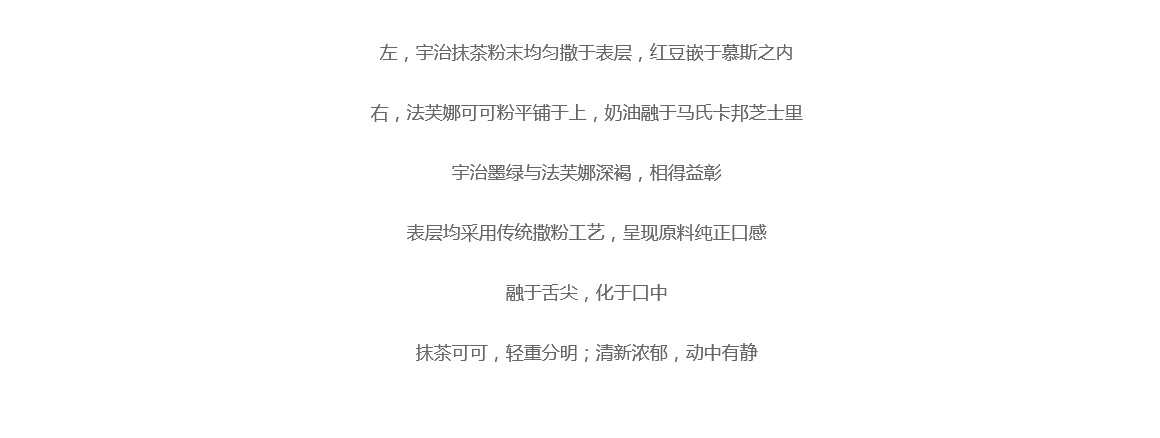 左，宇治抹茶粉末均匀撒于表层，红豆嵌于慕斯之内
右，法芙娜可可粉平铺于上，奶油融于马氏卡邦芝士里
宇治墨绿与法芙娜深褐，相得益彰
表层均采用传统撒粉工艺，呈现原料纯正口感
融于舌尖，化于口中
抹茶可可，轻重分明；清新浓郁，动中有静